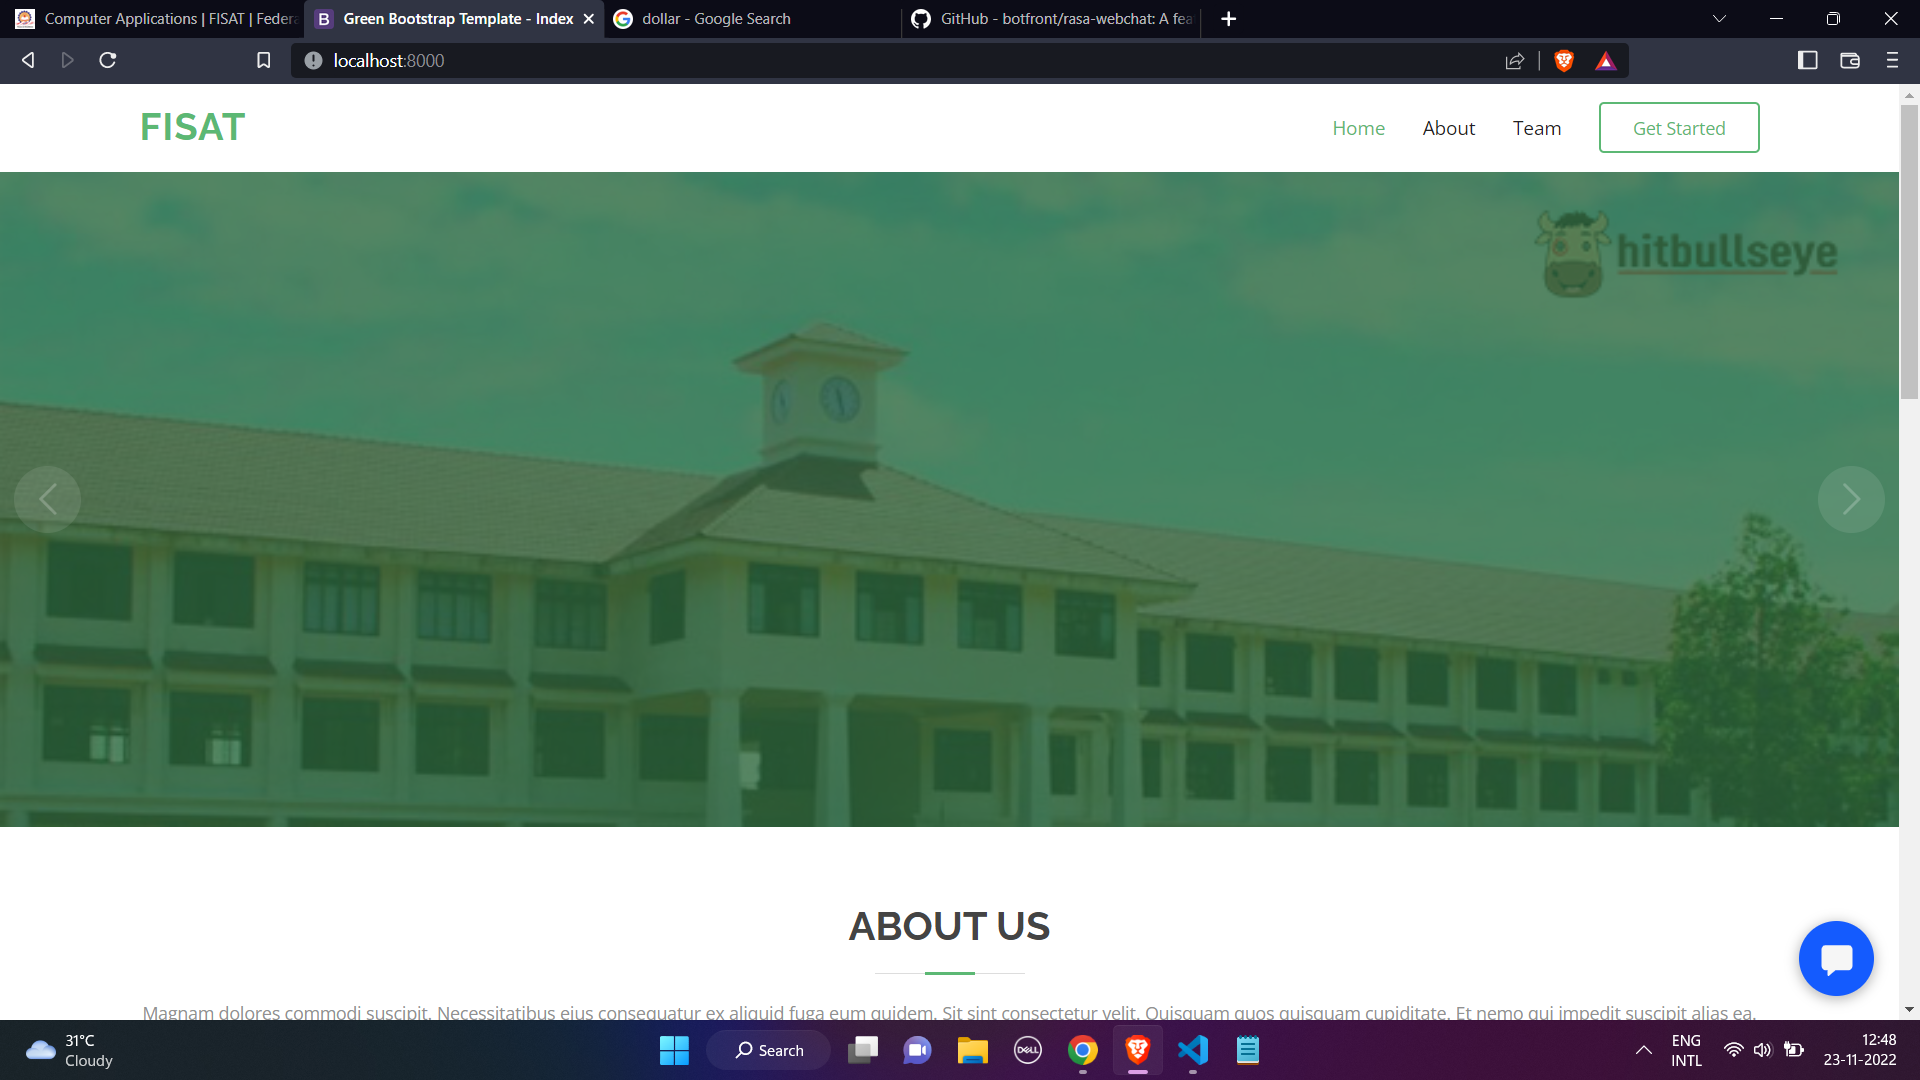 Computer Applications | FISAT | Federa
Green Bootstrap Template - Index
dollar - Google Search
GitHub - botfront/rasa-webchat: A fea
localhost:8000
FISAT
Home
About
Team
Get Started
hitbullseye
ABOUT US
Magnam dolores commodi suscipit. Necessitatibus eius consequatur ex aliquid fuga eum quidem. Sit sint consectetur velit. Quisquam quos quisquam cupiditate. Et nemo qui impedit suscipit alias ea.
31°C
Cloudy
Search
DELL
ENG
INTL
12:48
23-11-2022